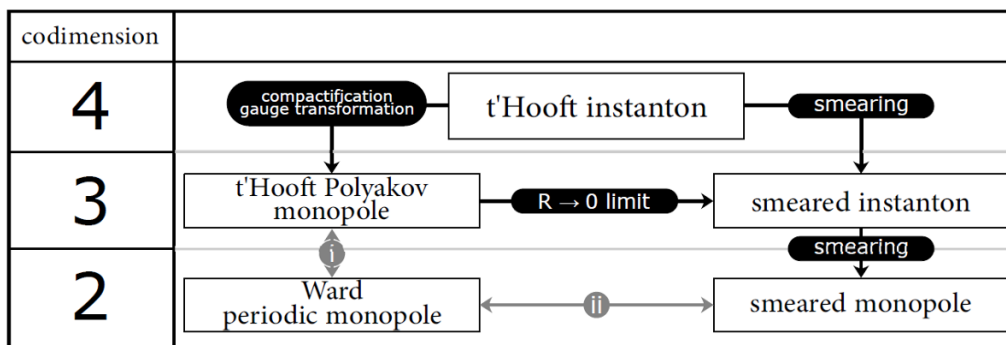 codimension
4
compactification
gauge transformation
t'Hooft instanton
smearing
3
t'Hooft Polyakov
monopole
R → 0 limit
smeared instanton
i
smearing
2
Ward
periodic monopole
ii
smeared monopole